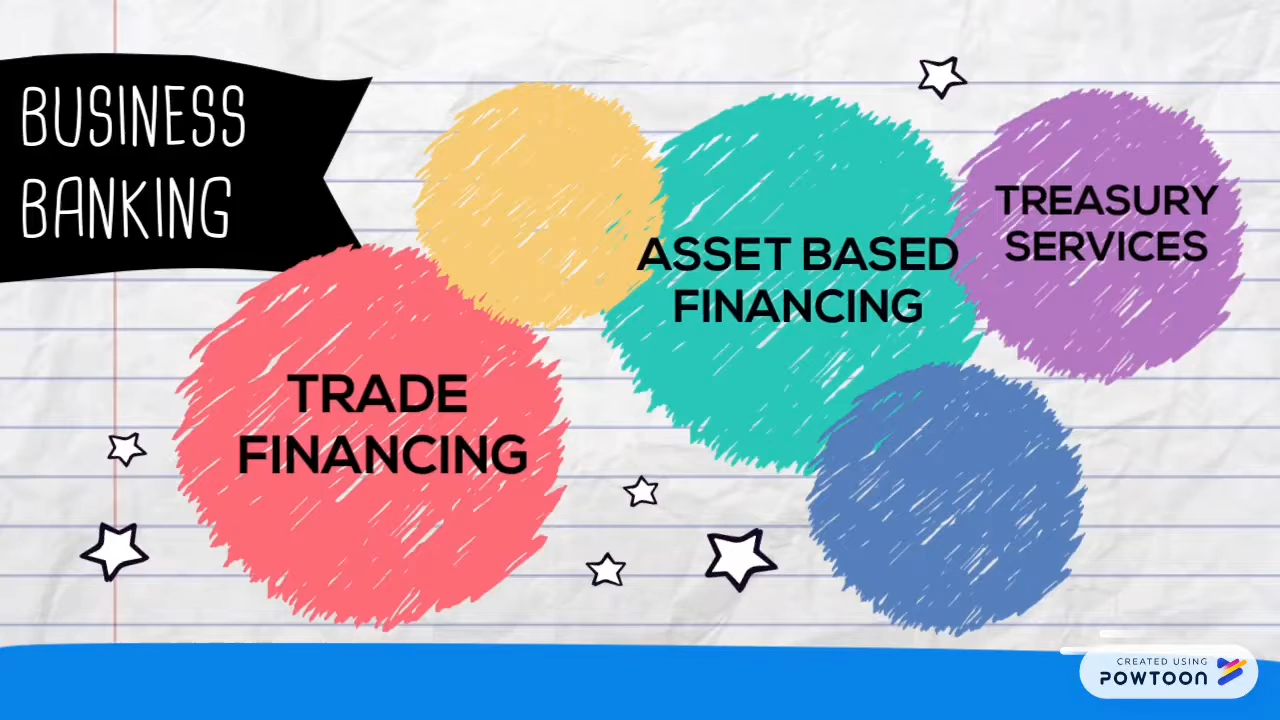 BUSINESS
BANKING
TRADE
FINANCING
ASSET BASED
FINANCING
TREASURY
SERVICES
CREATED USING
POWTOON